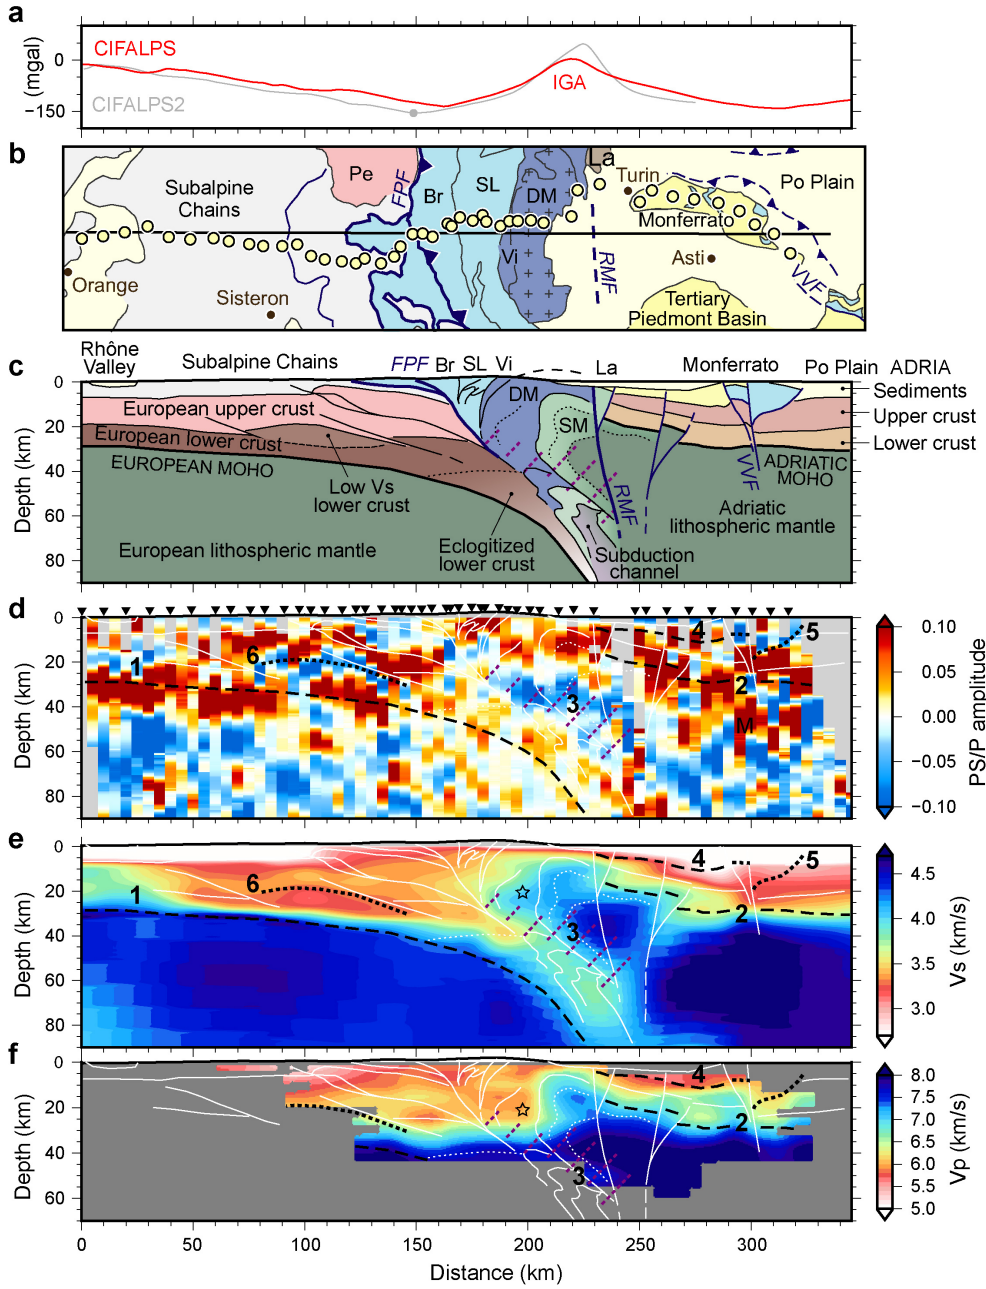 a
(mgal)
0
−150
CIFALPS
CIFALPS2
IGA
b
Subalpine
Chains
Pe
FPF
Br
SL
DM
La
Turin
Po Plain
Monferrato
Vi
RMF
Asti
VVF
Orange
Sisteron
Tertiary
Piedmont Basin
c
Rhône
Valley
Subalpine Chains
FPF
Br
SL
Vi
La
Monferrato
Po Plain
ADRIA
Depth (km)
0
20
40
60
80
DM
SM
Sediments
European upper crust
Upper crust
European lower crust
Lower crust
EUROPEAN MOHO
ADRIATIC
MOHO
Low Vs
lower crust
RMF
VVF
Adriatic
lithospheric mantle
European lithospheric mantle
Eclogitized
lower crust
Subduction
channel
d
Depth (km)
0
20
40
60
80
1
6
3
4
5
2
M
0.10
0.05
0.00
−0.05
−0.10
PS/P amplitude
e
Depth (km)
0
20
40
60
80
1
6
3
4
5
2
4.5
4.0
3.5
3.0
Vs (km/s)
f
Depth (km)
0
20
40
60
3
4
5
2
8.0
7.5
7.0
6.5
6.0
5.5
5.0
Vp (km/s)
0
50
100
150
200
250
300
Distance (km)